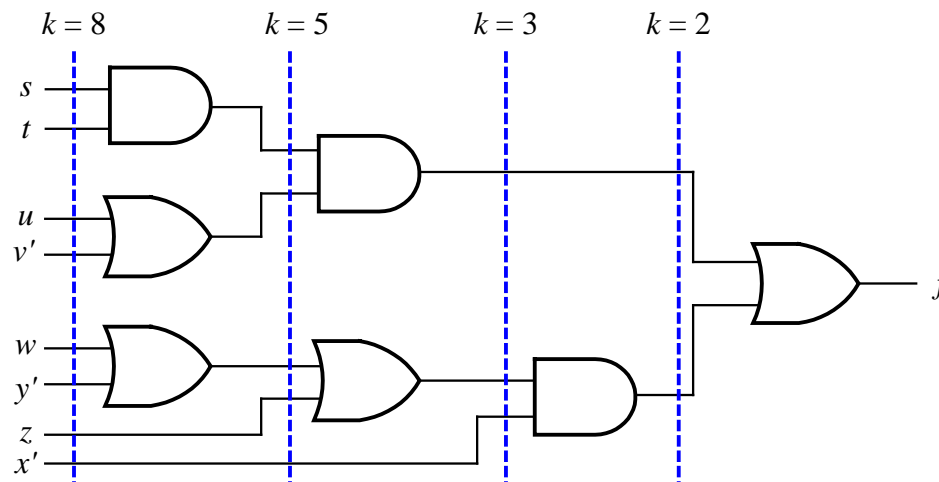 k = 8 k = 5 k = 3 k = 2
s
t
u
v'
w
y'
z
x'